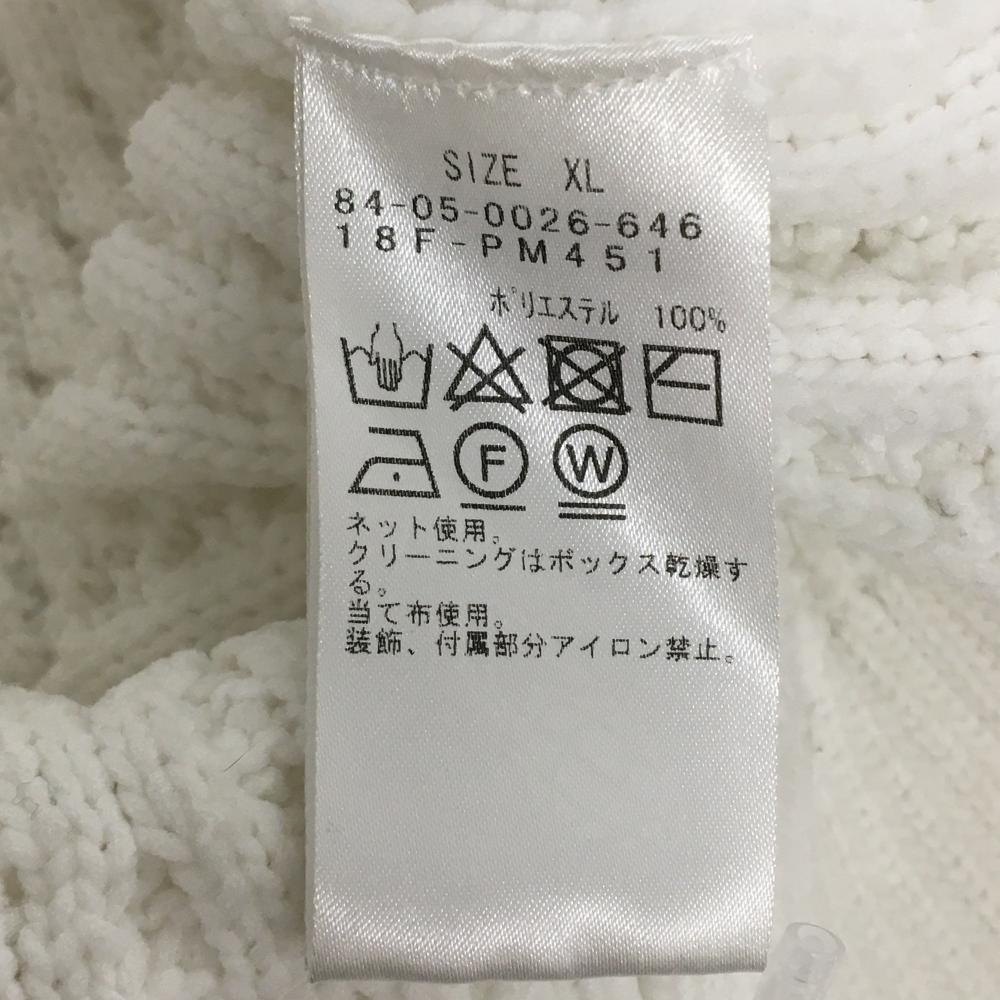 SIZE XL
84-05-0026-646
18F-PM451
ポリエステル 100%
F W
ネット使用。
クリーニングはボックス乾燥す
る。
当て布使用。
装飾、付属部分アイロン禁止。